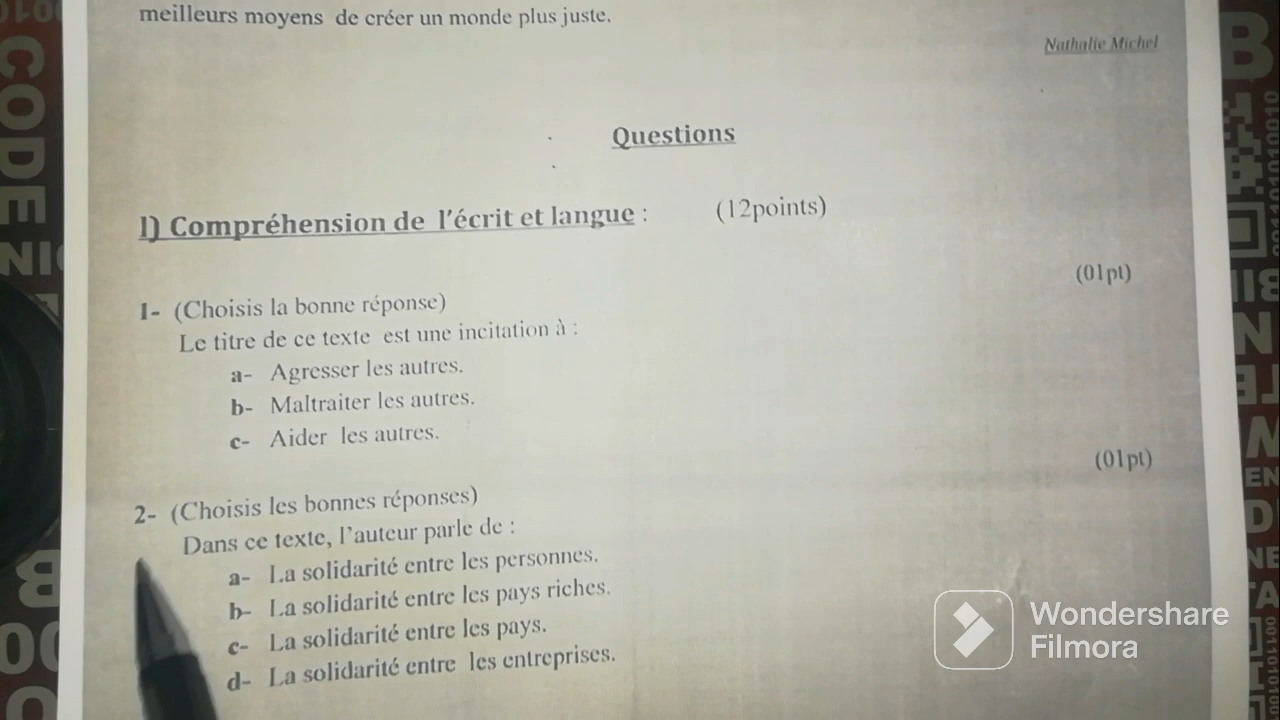 meilleurs moyens de créer un monde plus juste.
Nathalie Michel
Questions
I) Compréhension de l'écrit et langue : (12points)
(01pt)
1- (Choisis la bonne réponse)
Le titre de ce texte est une incitation à :
a- Agresser les autres.
b- Maltraiter les autres.
c- Aider les autres.
(01pt)
2- (Choisis les bonnes réponses)
Dans ce texte, l'auteur parle de :
a- La solidarité entre les personnes.
b- La solidarité entre les pays riches.
c- La solidarité entre les pays.
d- La solidarité entre les entreprises.
Wondershare
Filmora
CODE